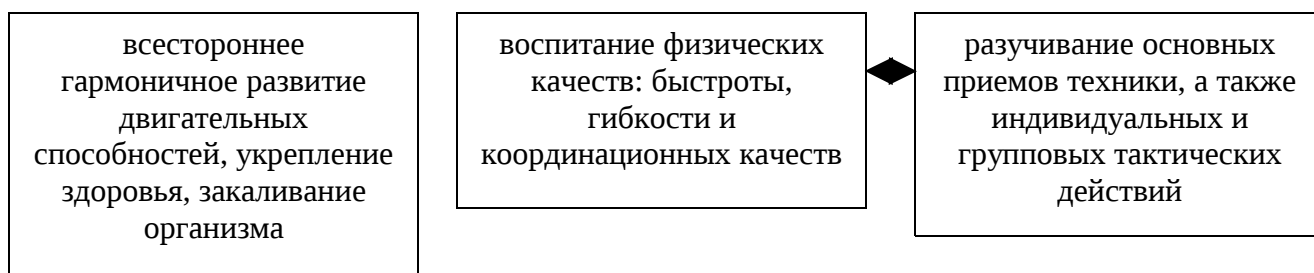 всестороннее
гармоничное развитие
двигательных
способностей, укрепление
здоровья, закаливание
организма
воспитание физических
качеств: быстроты,
гибкости и
координационных качеств
разучивание основных
приемов техники, а также
индивидуальных и
групповых тактических
действий